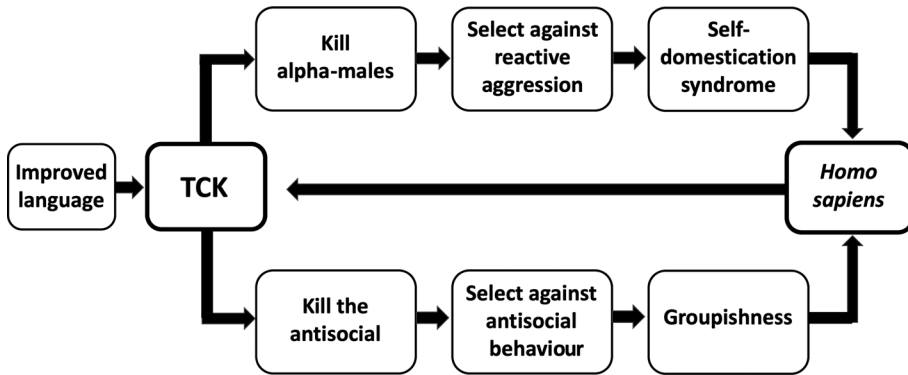 Kill
alpha-males
Select against
reactive
aggression
Self-
domestication
syndrome
Improved
language
TCK
Homo
sapiens
Kill the
antisocial
Select against
antisocial
behaviour
Groupishness